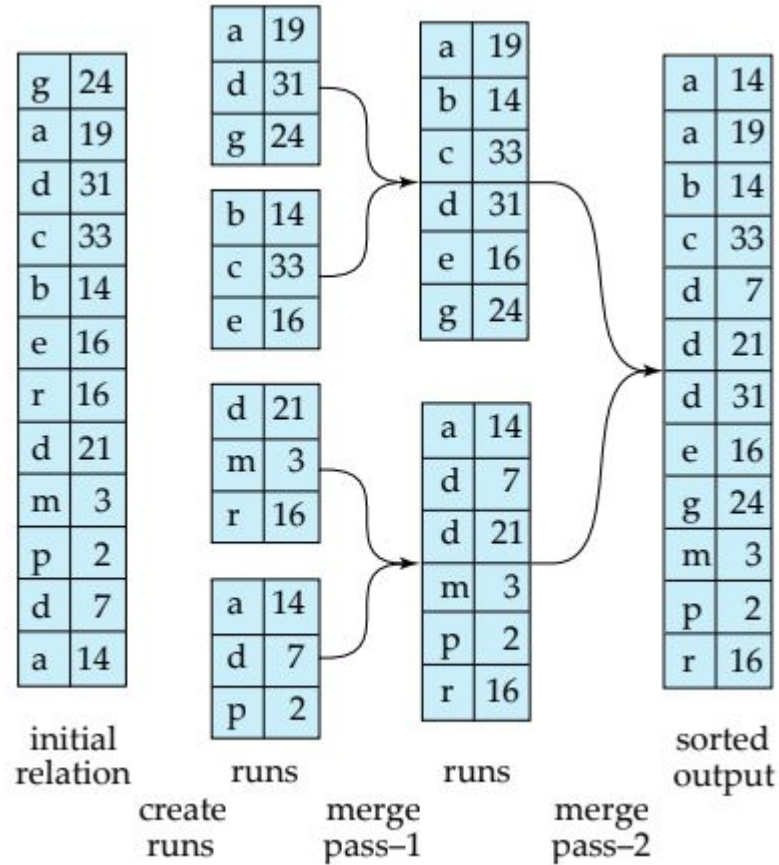 g 24
a 19
d 31
c 33
b 14
e 16
r 16
d 21
m 3
p 2
d 7
a 14
initial
relation
a 19
d 31
g 24
b 14
c 33
e 16
d 21
m 3
r 16
a 14
d 7
p 2
runs
a 19
b 14
c 33
d 31
e 16
g 24
a 14
d 7
d 21
m 3
p 2
r 16
runs
a 14
a 19
b 14
c 33
d 7
d 21
d 31
e 16
g 24
m 3
p 2
r 16
sorted
output
create
runs
merge
pass–1
merge
pass–2